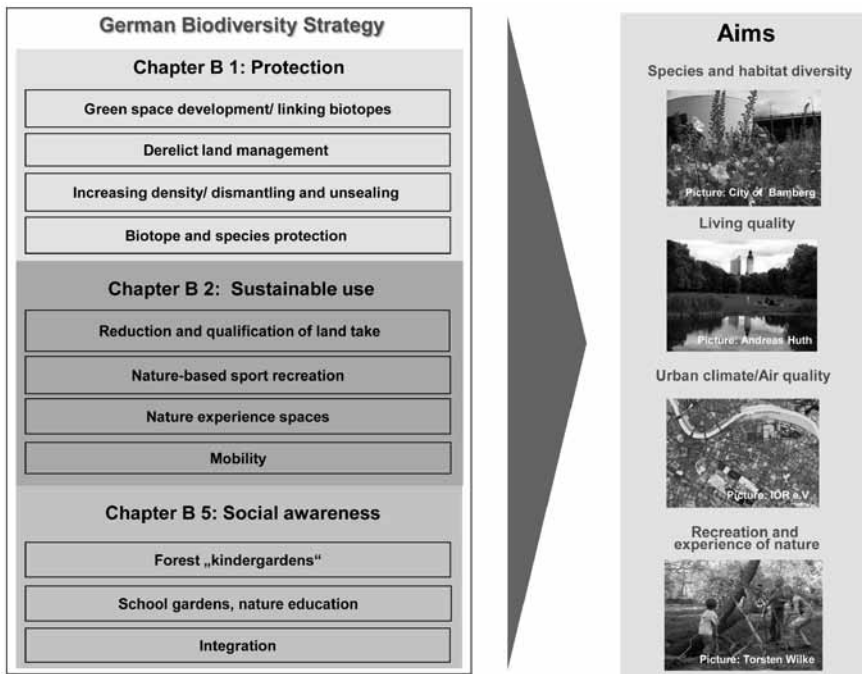 German Biodiversity Strategy
Chapter B 1: Protection
Green space development/ linking biotopes
Derelict land management
Increasing density/ dismantling and unsealing
Biotope and species protection
Chapter B 2: Sustainable use
Reduction and qualification of land take
Nature-based sport recreation
Nature experience spaces
Mobility
Chapter B 5: Social awareness
Forest „kindergardens“
School gardens, nature education
Integration
Aims
Species and habitat diversity
Picture: City of Bamberg
Living quality
Picture: Andreas Huth
Urban climate/Air quality
Picture: IÖR e.V
Recreation and
experience of nature
Picture: Torsten Wilke